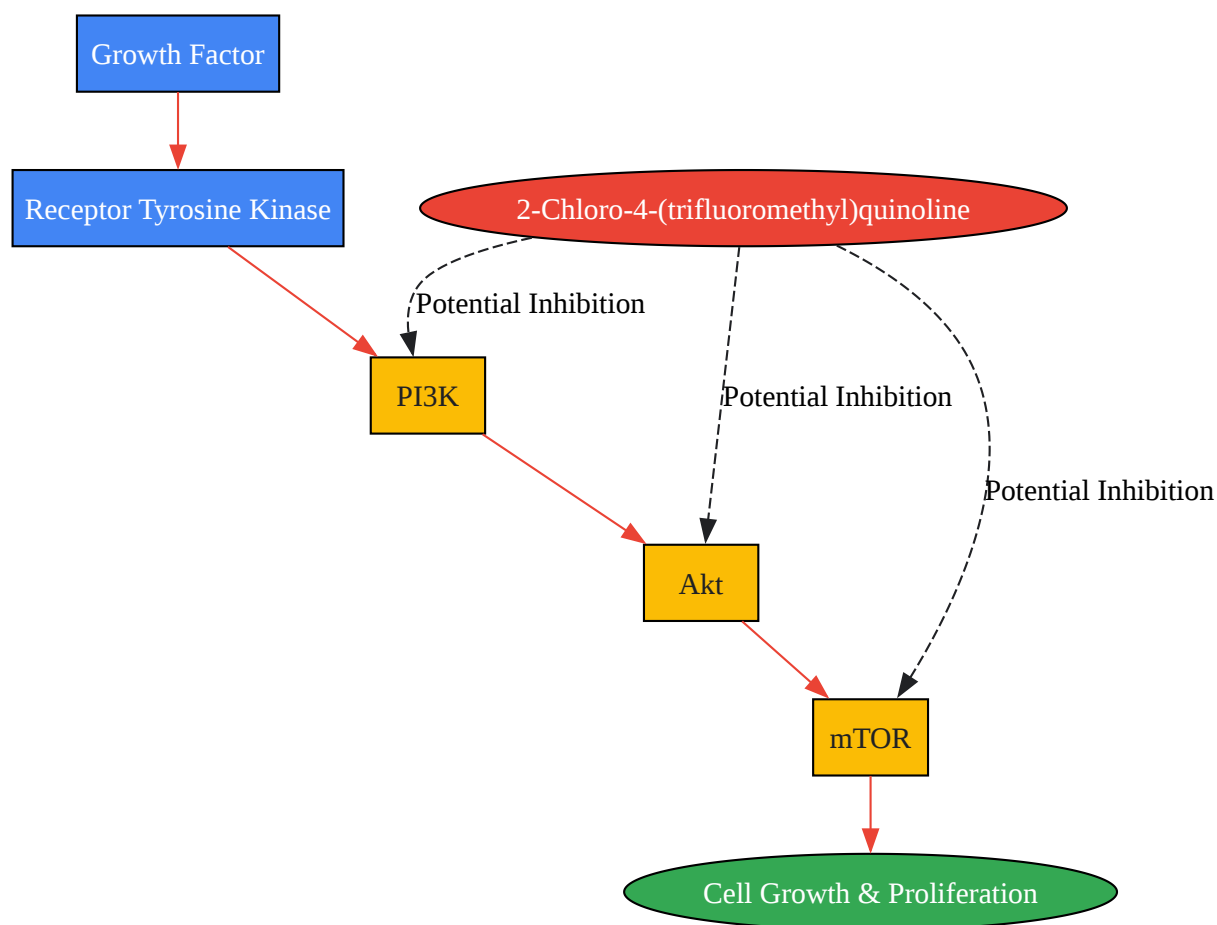 Growth Factor
Receptor Tyrosine Kinase
2-Chloro-4-(trifluoromethyl)quinoline
Potential Inhibition
PI3K
Potential Inhibition
Potential Inhibition
Akt
mTOR
Cell Growth & Proliferation